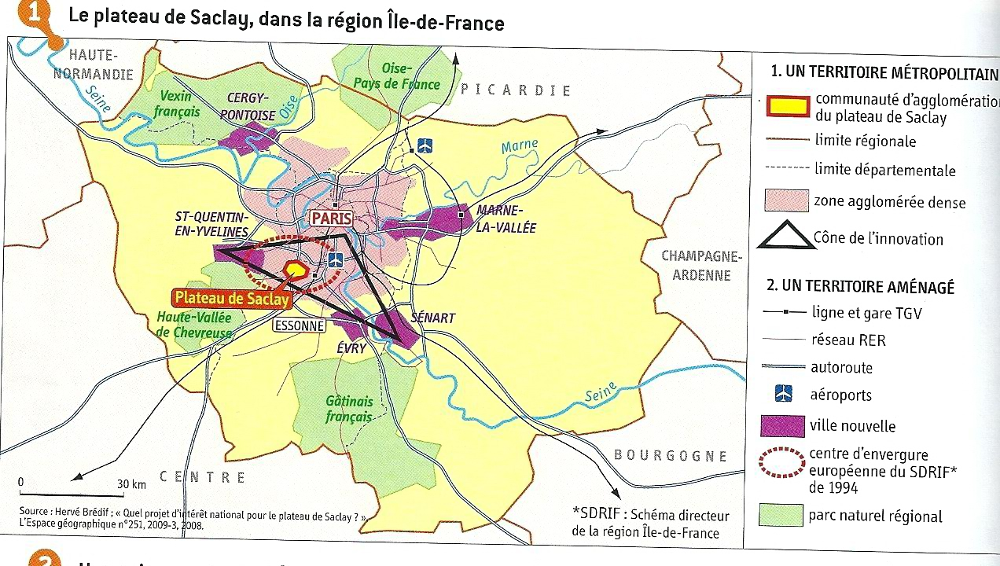 1 Le plateau de Saclay, dans la région Île-de-France
HAUTE-
NORMANDIE
Seine
Vexin
français
CERGY-
PONTOISE
Oise
Oise-
Pays de France
PICARDIE
Marne
ST-QUENTIN-
EN-YVELINES
PARIS
MARNE-
LA-VALLÉE
CHAMPAGNE-
ARDENNE
Plateau de Saclay
Haute-Vallée
de Chevreuse
ESSONNE
ÉVRY
SÉNART
Gâtinais
français
Seine
BOURGOGNE
CENTRE
0 30 km
Source : Hervé Brédif ; « Quel projet d'intérêt national pour le plateau de Saclay ? »,
L'Espace géographique n°251, 2009-3, 2008.
*SDRIF : Schéma directeur
de la région Île-de-France
1. UN TERRITOIRE MÉTROPOLITAIN
communauté d'agglomératio
du plateau de Saclay
limite régionale
limite départementale
zone agglomérée dense
Cône de l'innovation
2. UN TERRITOIRE AMÉNAGÉ
ligne et gare TGV
réseau RER
autoroute
aéroports
ville nouvelle
centre d'envergure
européenne du SDRIF*
de 1994
parc naturel régional